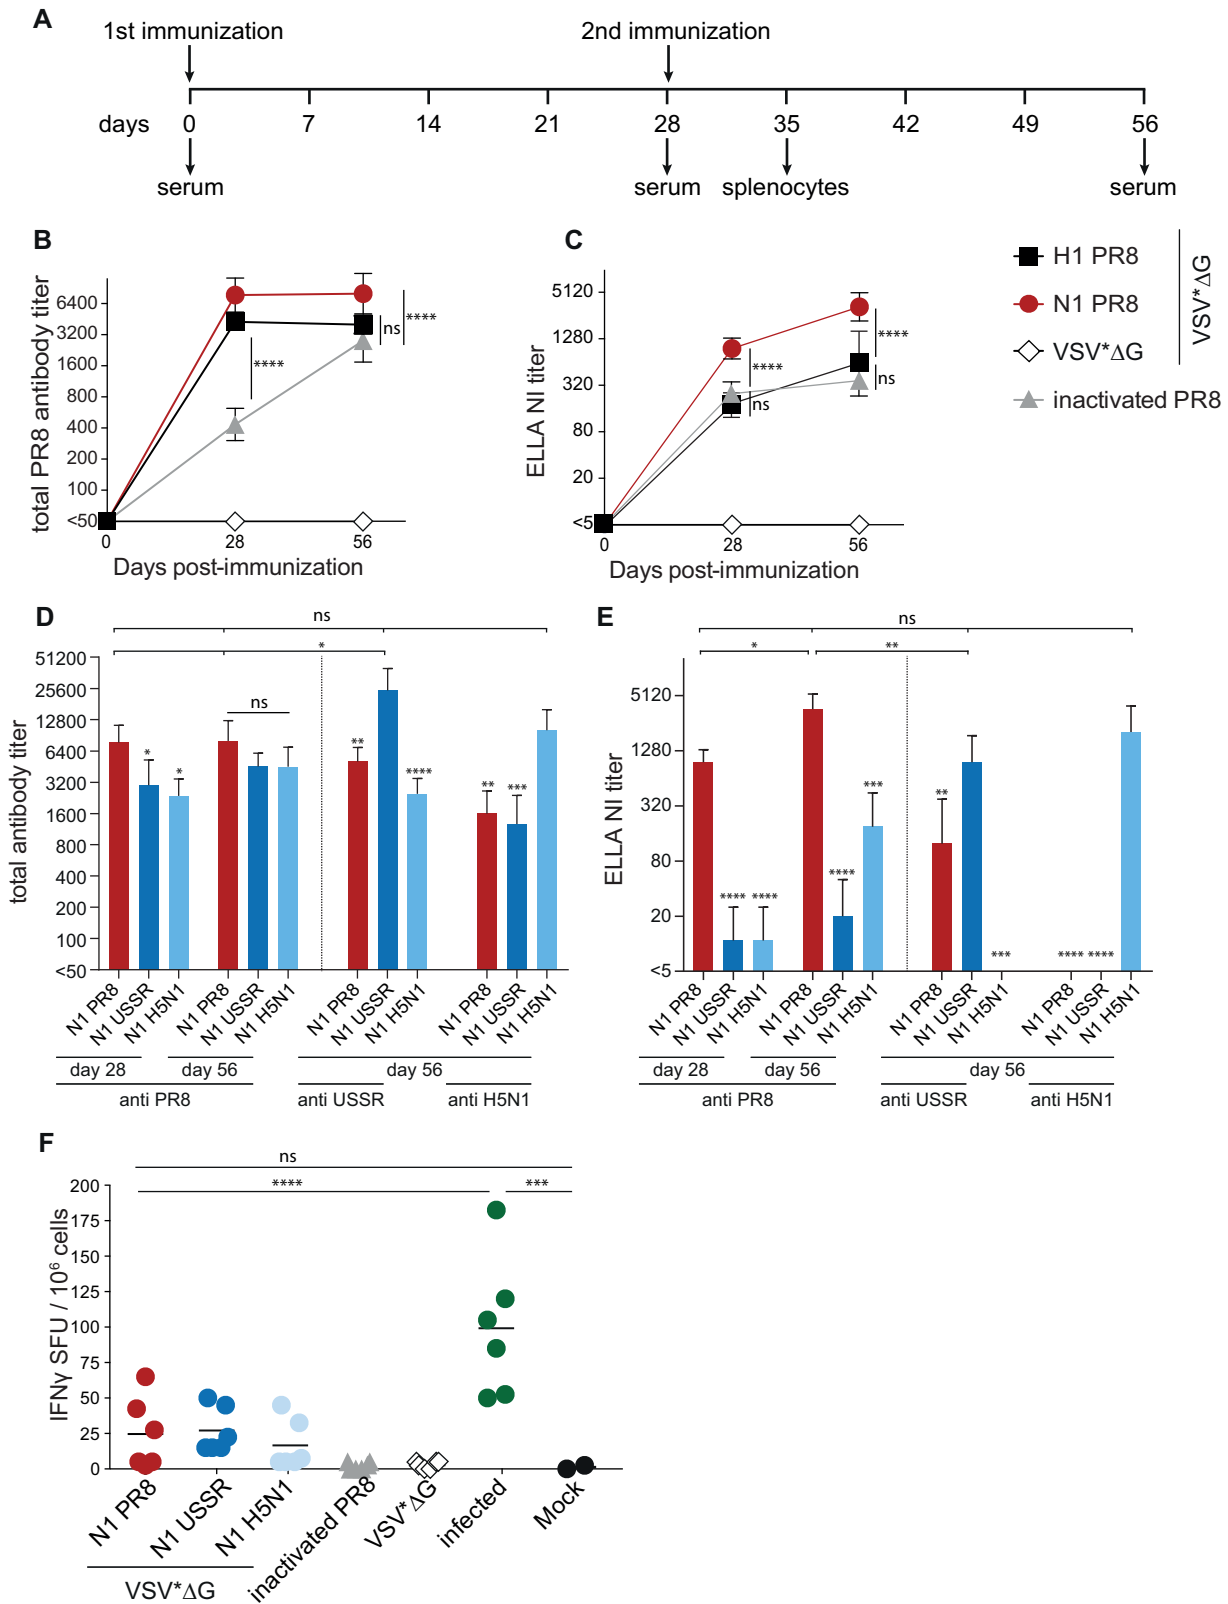 A
1st immunization
2nd immunization
days 0 7 14 21 28 35 42 49 56
serum serum splenocytes serum
B
total PR8 antibody titer
6400
3200
1600
800
400
200
100
<50
****
ns
****
0 28 56
Days post-immunization
C
ELLA NI titer
5120
1280
320
80
20
<5
****
ns
****
ns
0 28 56
Days post-immunization
H1 PR8
N1 PR8
VSV*ΔG
inactivated PR8
VSV*ΔG
D
total antibody titer
ns
*
51200
25600
12800
6400
3200
1600
800
400
200
100
<50
* * ns ** **** ** ***
N1 PR8 N1 USSR N1 H5N1 N1 PR8 N1 USSR N1 H5N1 N1 PR8 N1 USSR N1 H5N1 N1 PR8 N1 USSR N1 H5N1
day 28 day 56 day 56
anti PR8 anti USSR anti H5N1
E
ELLA NI titer
ns
* **
5120
1280
320
80
20
<5
**** **** **** *** ** *** **** ****
N1 PR8 N1 USSR N1 H5N1 N1 PR8 N1 USSR N1 H5N1 N1 PR8 N1 USSR N1 H5N1 N1 PR8 N1 USSR N1 H5N1
day 28 day 56 day 56
anti PR8 anti USSR anti H5N1
F
IFNγ SFU / 10⁶ cells
ns
**** ***
200
175
150
125
100
75
50
25
0
N1 PR8 N1 USSR N1 H5N1 inactivated PR8 VSV*ΔG infected Mock
VSV*ΔG